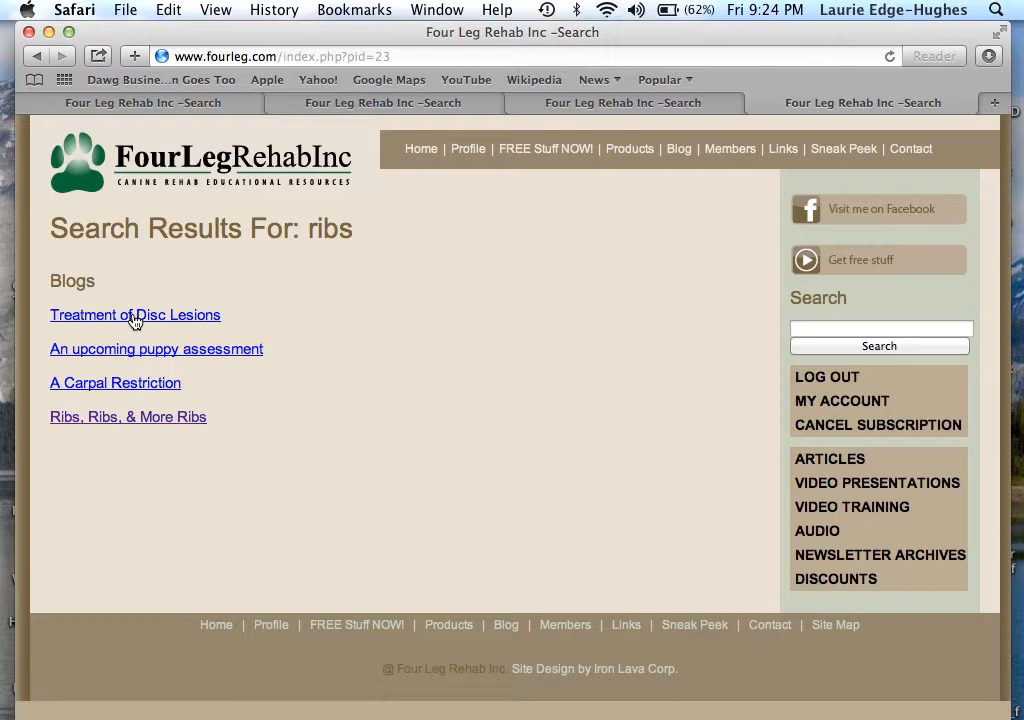 Safari File Edit View History Bookmarks Window Help (62%) Fri 9:24 PM Laurie Edge-Hughes
Four Leg Rehab Inc -Search
www.fourleg.com/index.php?pid=23 Reader
Dawg Busine...n Goes Too Apple Yahoo! Google Maps YouTube Wikipedia News Popular
Four Leg Rehab Inc -Search Four Leg Rehab Inc -Search Four Leg Rehab Inc -Search Four Leg Rehab Inc -Search
FourLegRehabInc
CANINE REHAB EDUCATIONAL RESOURCES
Home | Profile | FREE Stuff NOW! | Products | Blog | Members | Links | Sneak Peek | Contact
Search Results For: ribs
Blogs
Treatment of Disc Lesions
An upcoming puppy assessment
A Carpal Restriction
Ribs, Ribs, & More Ribs
f Visit me on Facebook
Get free stuff
Search
Search
LOG OUT
MY ACCOUNT
CANCEL SUBSCRIPTION
ARTICLES
VIDEO PRESENTATIONS
VIDEO TRAINING
AUDIO
NEWSLETTER ARCHIVES
DISCOUNTS
Home | Profile | FREE Stuff NOW! | Products | Blog | Members | Links | Sneak Peek | Contact | Site Map
@ Four Leg Rehab Inc. Site Design by Iron Lava Corp.